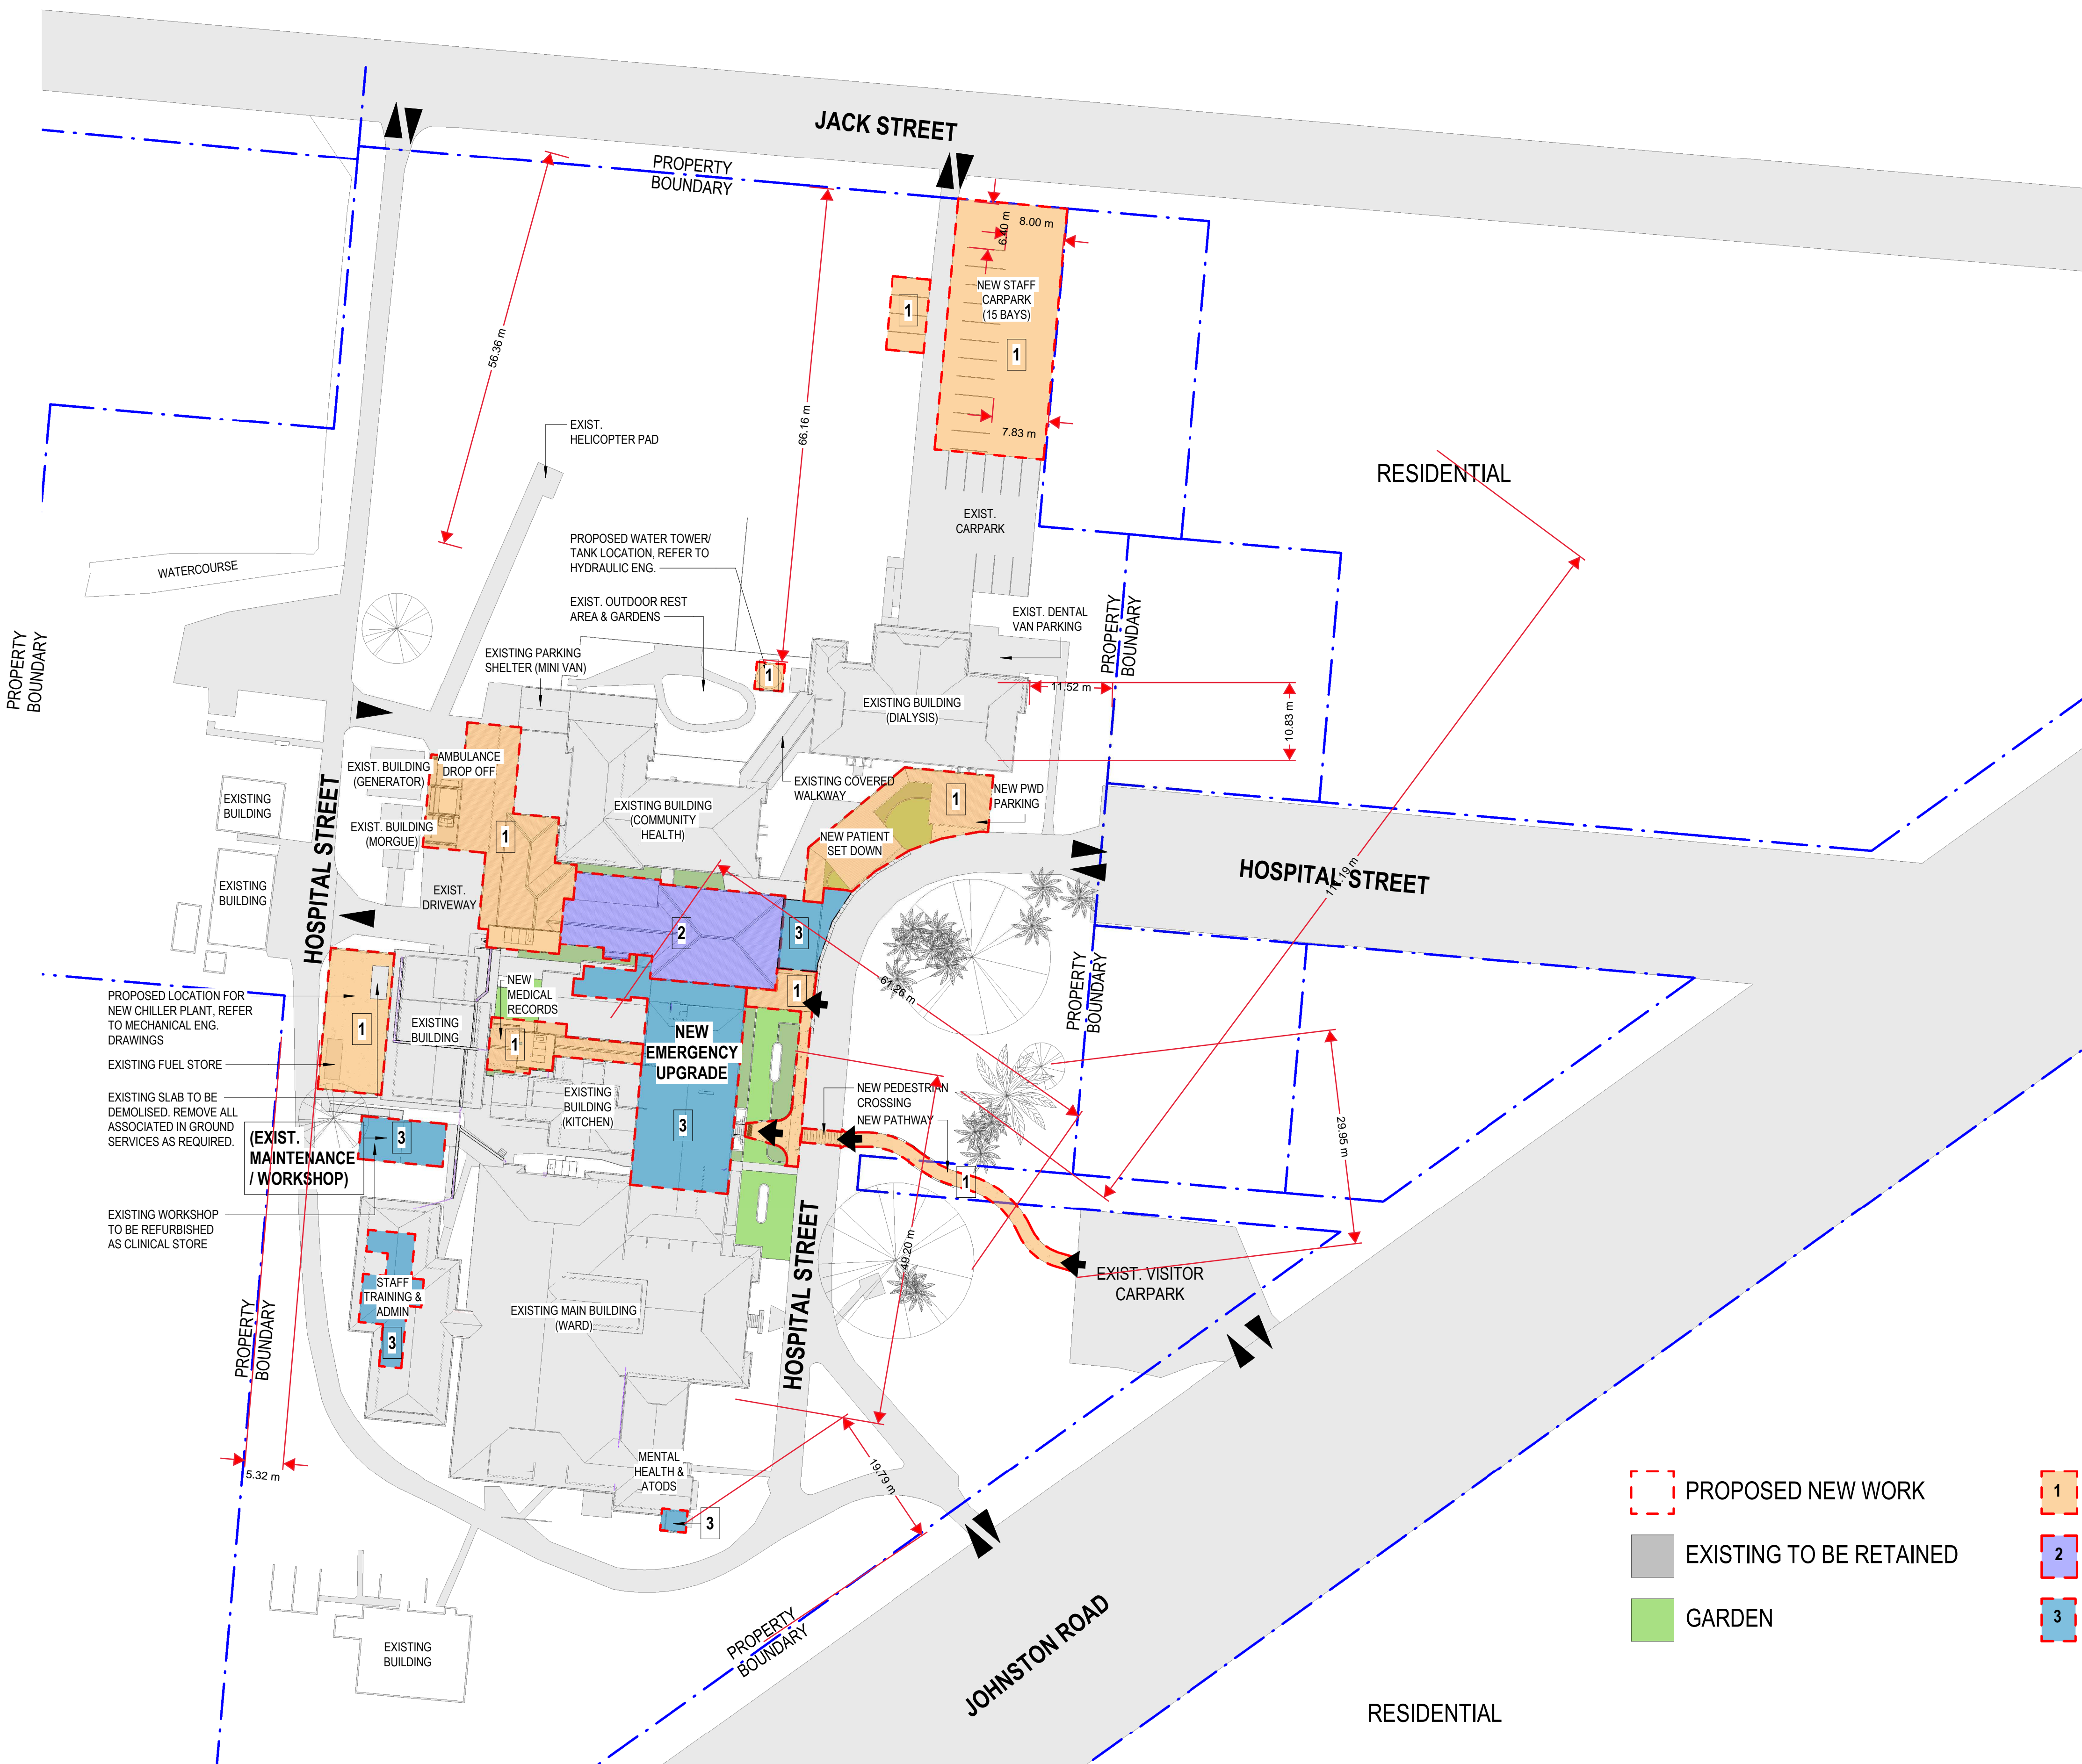 JACK STREET
PROPERTY
BOUNDARY
6.40 m
8.00 m
NEW STAFF
CARPARK
(15 BAYS)
1
1
56.36 m
66.16 m
7.83 m
EXIST.
HELICOPTER PAD
RESIDENTIAL
EXIST.
CARPARK
PROPOSED WATER TOWER/
TANK LOCATION, REFER TO
HYDRAULIC ENG.
WATERCOURSE
EXIST. OUTDOOR REST
AREA & GARDENS
EXIST. DENTAL
VAN PARKING
PROPERTY
BOUNDARY
PROPERTY
BOUNDARY
EXISTING PARKING
SHELTER (MINI VAN)
1
11.52 m
EXISTING BUILDING
(DIALYSIS)
10.83 m
AMBULANCE
DROP OFF
EXIST. BUILDING
(GENERATOR)
EXISTING COVERED
WALKWAY
NEW PWD
PARKING
1
EXISTING
BUILDING
EXISTING BUILDING
(COMMUNITY
HEALTH)
EXIST. BUILDING
(MORGUE)
1
NEW PATIENT
SET DOWN
HOSPITAL STREET
HOSPITAL STREET
EXISTING
BUILDING
EXIST.
DRIVEWAY
2
3
61.26 m
PROPERTY
BOUNDARY
NEW
MEDICAL
RECORDS
1
PROPOSED LOCATION FOR
NEW CHILLER PLANT, REFER
TO MECHANICAL ENG.
DRAWINGS
1
EXISTING
BUILDING
1
NEW
EMERGENCY
UPGRADE
EXISTING FUEL STORE
EXISTING SLAB TO BE
DEMOLISED. REMOVE ALL
ASSOCIATED IN GROUND
SERVICES AS REQUIRED.
EXISTING
BUILDING
(KITCHEN)
3
NEW PEDESTRIAN
CROSSING
NEW PATHWAY
29.95 m
3
(EXIST.
MAINTENANCE
/ WORKSHOP)
1
EXISTING WORKSHOP
TO BE REFURBISHED
AS CLINICAL STORE
49.20 m
HOSPITAL STREET
EXIST. VISITOR
CARPARK
STAFF
TRAINING &
ADMIN
3
EXISTING MAIN BUILDING
(WARD)
PROPERTY
BOUNDARY
5.32 m
MENTAL
HEALTH &
ATODS
19.79 m
3
PROPOSED NEW WORK
1
EXISTING TO BE RETAINED
2
GARDEN
3
EXISTING
BUILDING
PROPERTY
BOUNDARY
JOHNSTON ROAD
RESIDENTIAL